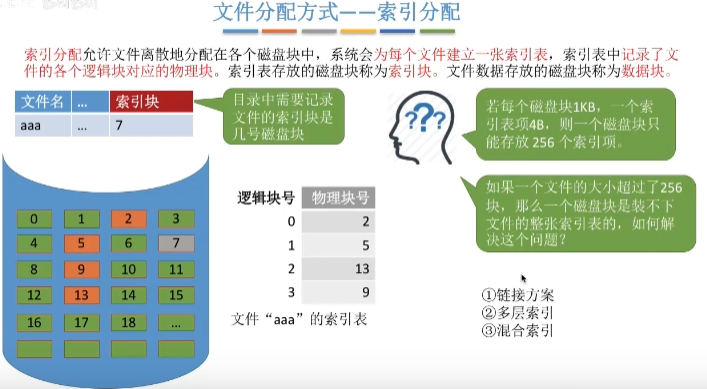 文件分配方式——索引分配
索引分配允许文件离散地分配在各个磁盘块中，系统会为每个文件建立一张索引表，索引表中记录了文
件的各个逻辑块对应的物理块。索引表存放的磁盘块称为索引块。文件数据存放的磁盘块称为数据块。
文件名 ... 索引块
aaa ... 7
目录中需要记录
文件的索引块是
几号磁盘块
???
若每个磁盘块1KB，一个索
引表项4B，则一个磁盘块只
能存放 256 个索引项。
如果一个文件的大小超过了256
块，那么一个磁盘块是装不下
文件的整张索引表的，如何解
决这个问题？
0 1 2 3
4 5 6 7
8 9 10 11
12 13 14 15
16 17 18 ...
逻辑块号 物理块号
0 2
1 5
2 13
3 9
文件“aaa”的索引表
①链接方案
②多层索引
③混合索引